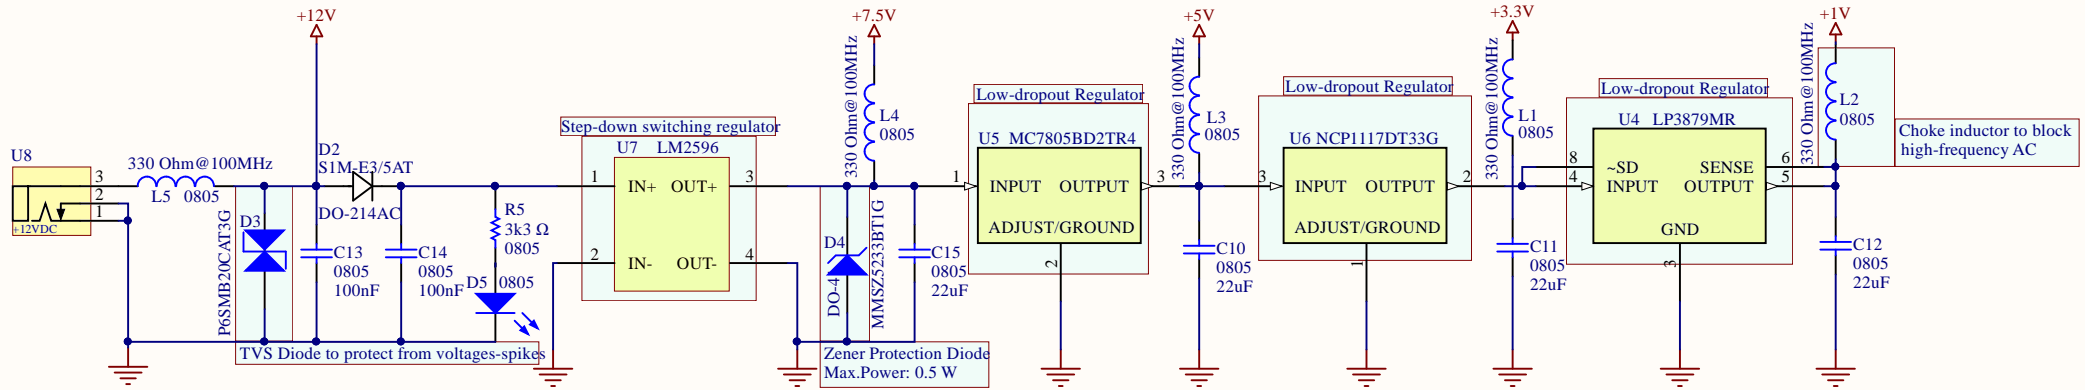 +12V
+7.5V
+5V
+3.3V
+1V
U8
3
2
1
+12VDC
330 Ohm@100MHz
L5 0805
D2
S1M-E3/5AT
DO-214AC
D3
P6SMB20CAT3G
C13
0805
100nF
C14
0805
100nF
R5
3k3 Ω
0805
D5 0805
TVS Diode to protect from voltages-spikes
Step-down switching regulator
U7 LM2596
1
IN+ OUT+
3
2
IN- OUT-
4
330 Ohm@100MHz
L4
0805
D4
DO-4
MMSZ5233BT1G
C15
0805
22uF
Zener Protection Diode
Max.Power: 0.5 W
Low-dropout Regulator
U5 MC7805BD2TR4
1
INPUT OUTPUT
3
ADJUST/GROUND
2
330 Ohm@100MHz
L3
0805
C10
0805
22uF
Low-dropout Regulator
U6 NCP1117DT33G
3
INPUT OUTPUT
2
ADJUST/GROUND
1
330 Ohm@100MHz
L1
0805
C11
0805
22uF
Low-dropout Regulator
U4 LP3879MR
8
~SD SENSE
6
4
INPUT OUTPUT
5
GND
3
330 Ohm@100MHz
L2
0805
C12
0805
22uF
Choke inductor to block
high-frequency AC